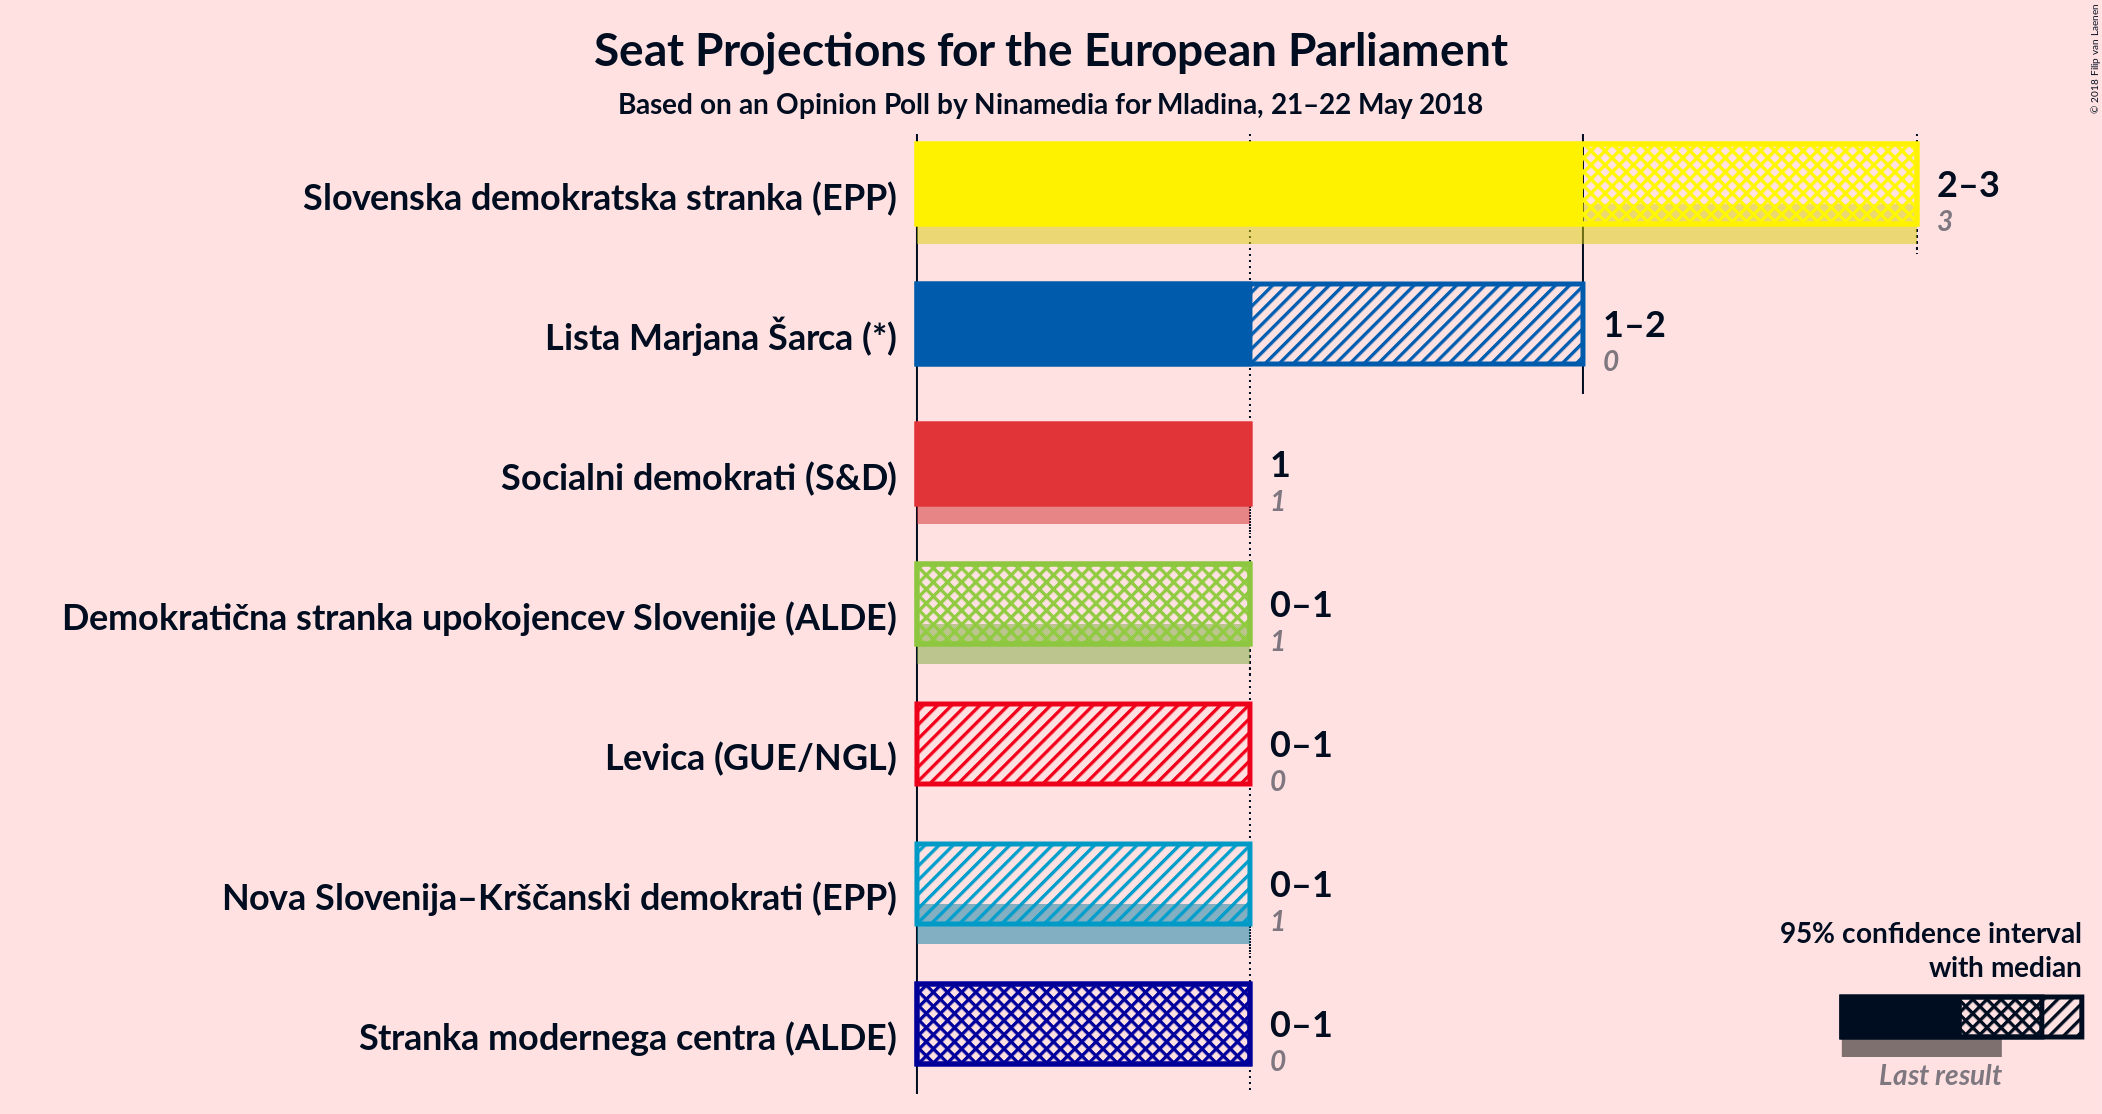 Seat Projections for the European Parliament
Based on an Opinion Poll by Ninamedia for Mladina, 21–22 May 2018
© 2018 Filip van Laenen
Slovenska demokratska stranka (EPP)
2–3
3
Lista Marjana Šarca (*)
1–2
0
Socialni demokrati (S&D)
1
1
Demokratična stranka upokojencev Slovenije (ALDE)
0–1
1
Levica (GUE/NGL)
0–1
0
Nova Slovenija–Krščanski demokrati (EPP)
0–1
1
Stranka modernega centra (ALDE)
0–1
0
95% confidence interval
with median
Last result